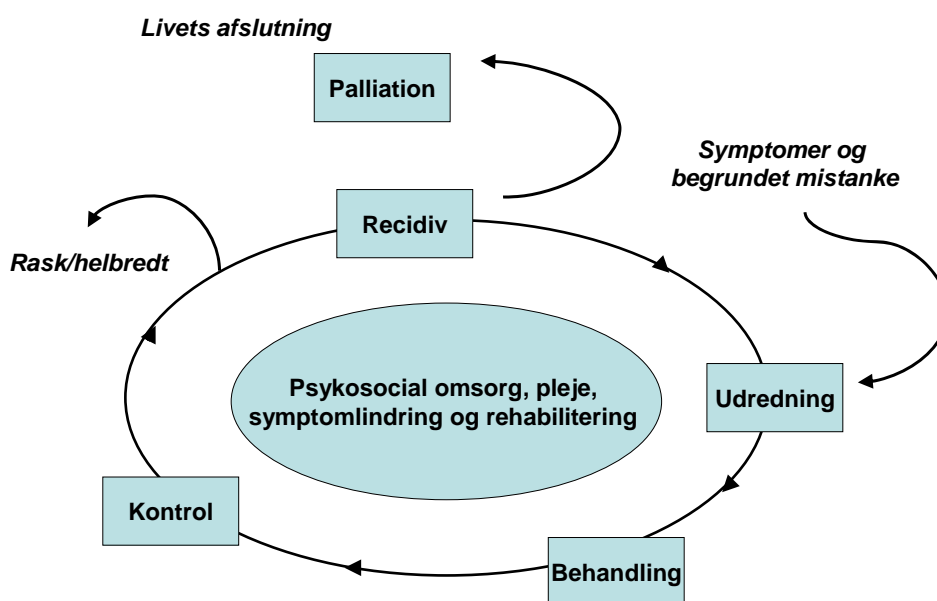 Livets afslutning
Palliation
Symptomer og
begrundet mistanke
Recidiv
Rask/helbredt
Psykosocial omsorg, pleje,
symptomlindring og rehabilitering
Udredning
Kontrol
Behandling